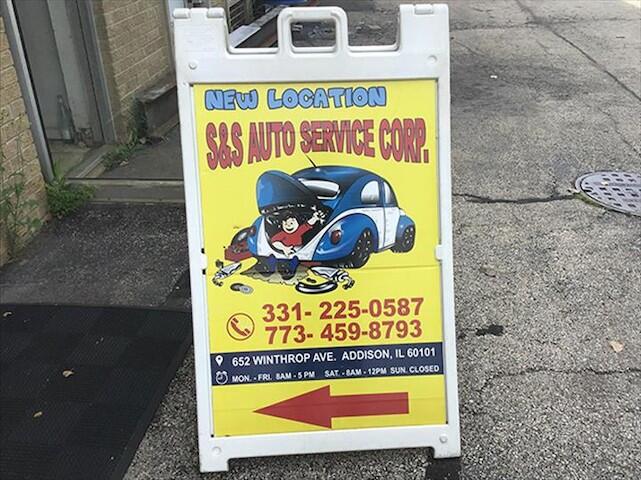 NEW LOCATION
S&S AUTO SERVICE CORP.
331- 225-0587
773- 459-8793
652 WINTHROP AVE. ADDISON, IL 60101
MON. - FRI. 8AM - 5 PM SAT. - 8AM - 12PM SUN. CLOSED